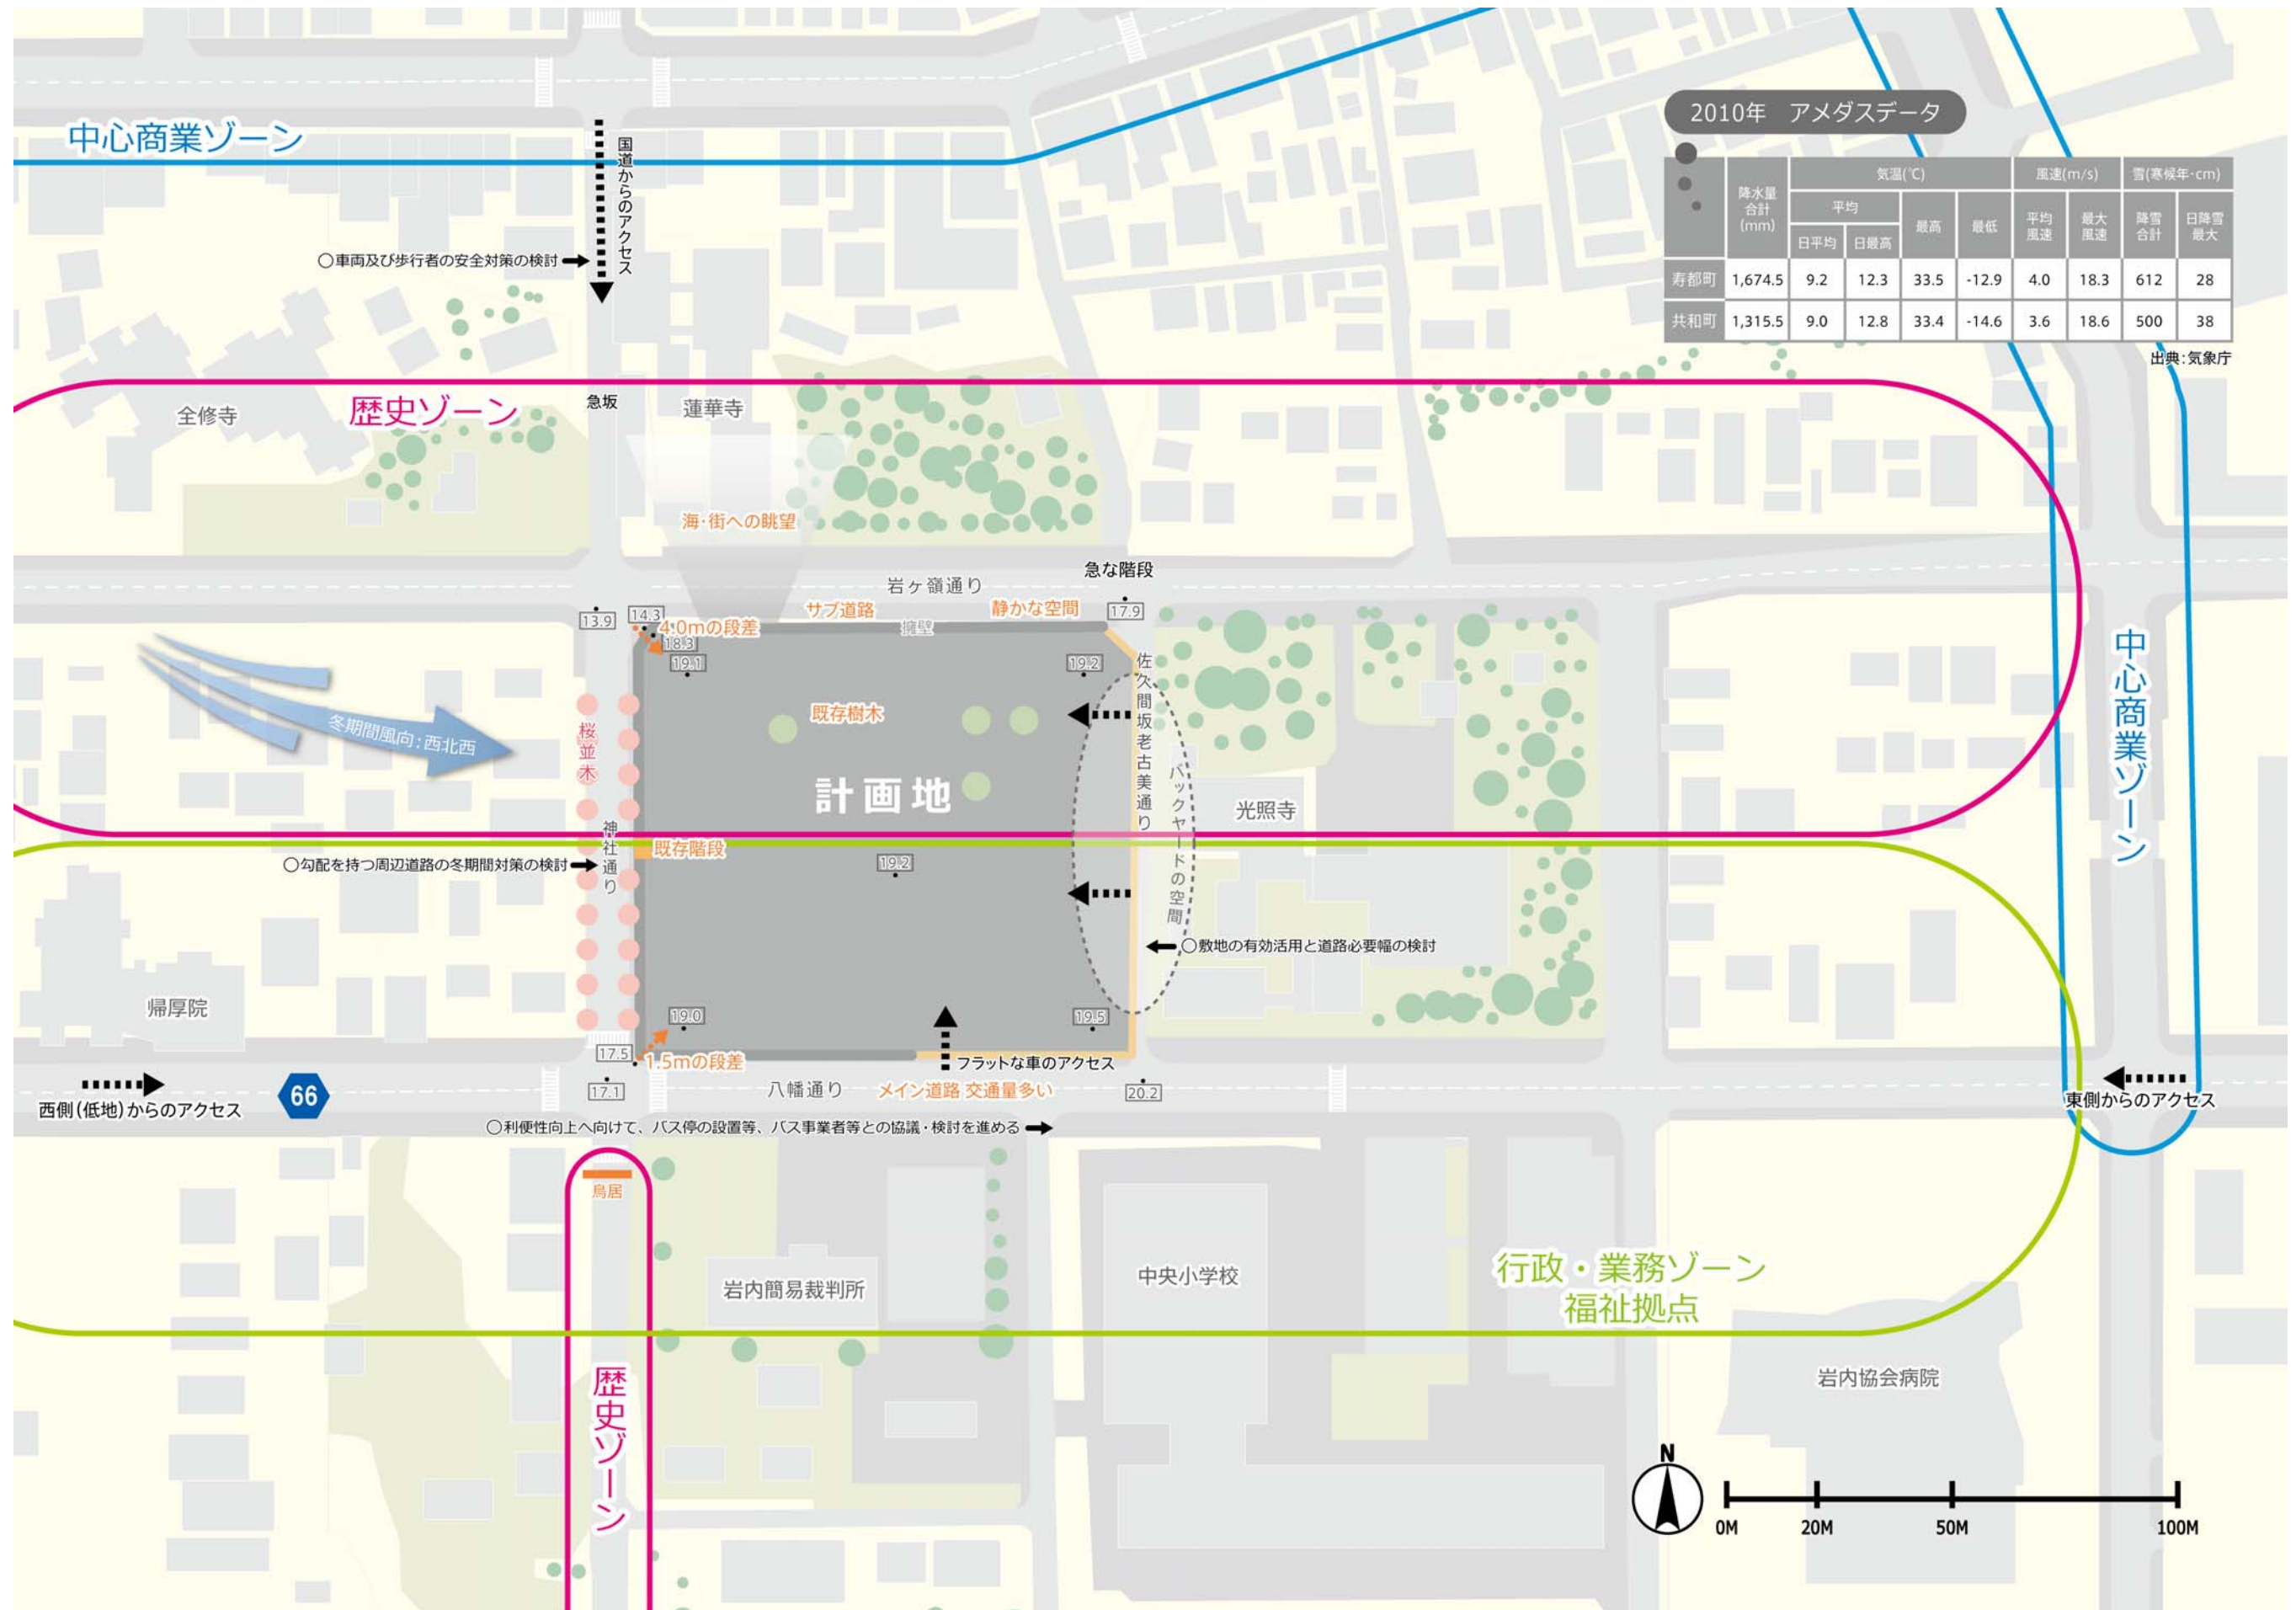 中心商業ゾーン
国道からのアクセス
○車両及び歩行者の安全対策の検討
2010年 アメダスデータ
降水量合計(mm) 気温(℃) 風速(m/s) 雪(寒候年・cm)
平均 最高 最低 平均風速 最大風速 降雪合計 日降雪最大
日平均 日最高
寿都町 1,674.5 9.2 12.3 33.5 -12.9 4.0 18.3 612 28
共和町 1,315.5 9.0 12.8 33.4 -14.6 3.6 18.6 500 38
出典:気象庁
全修寺
歴史ゾーン
急坂
蓮華寺
海・街への眺望
岩ヶ嶺通り
急な階段
サブ道路
静かな空間
17.9
13.9
14.3
4.0mの段差
擁壁
18.3
19.1
19.2
佐久間坂老古美通り
冬期間風向:西北西
桜並木
既存樹木
計画地
バックヤードの空間
光照寺
中心商業ゾーン
神社通り
既存階段
○勾配を持つ周辺道路の冬期間対策の検討
19.2
○敷地の有効活用と道路必要幅の検討
帰厚院
19.0
19.5
17.5
1.5mの段差
フラットな車のアクセス
西側(低地)からのアクセス
66
17.1
八幡通り
メイン道路 交通量多い
20.2
東側からのアクセス
○利便性向上へ向けて、バス停の設置等、バス事業者等との協議・検討を進める
鳥居
岩内簡易裁判所
中央小学校
行政・業務ゾーン
福祉拠点
歴史ゾーン
岩内協会病院
N
0M 20M 50M 100M